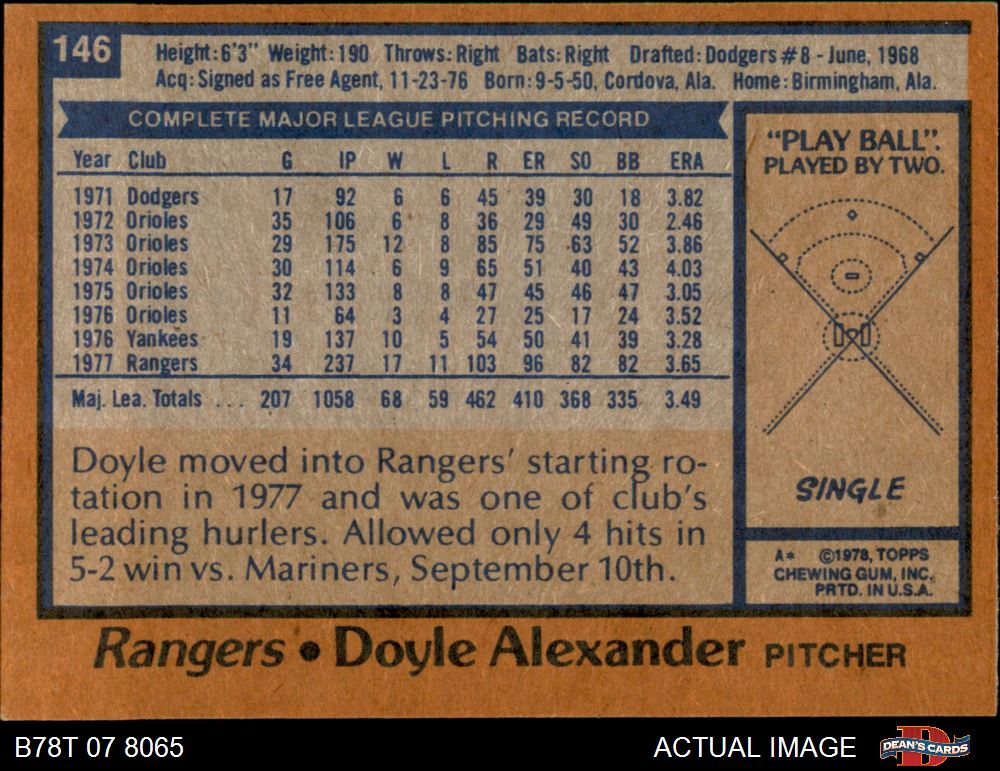 146
Height: 6'3" Weight: 190 Throws: Right Bats: Right Drafted: Dodgers #8 - June, 1968
Acq: Signed as Free Agent, 11-23-76 Born: 9-5-50, Cordova, Ala. Home: Birmingham, Ala.
COMPLETE MAJOR LEAGUE PITCHING RECORD
Year Club G IP W L R ER SO BB ERA
1971 Dodgers 17 92 6 6 45 39 30 18 3.82
1972 Orioles 35 106 6 8 36 29 49 30 2.46
1973 Orioles 29 175 12 8 85 75 63 52 3.86
1974 Orioles 30 114 6 9 65 51 40 43 4.03
1975 Orioles 32 133 8 8 47 45 46 47 3.05
1976 Orioles 11 64 3 4 27 25 17 24 3.52
1976 Yankees 19 137 10 5 54 50 41 39 3.28
1977 Rangers 34 237 17 11 103 96 82 82 3.65
Maj. Lea. Totals ... 207 1058 68 59 462 410 368 335 3.49
Doyle moved into Rangers' starting ro-
tation in 1977 and was one of club's
leading hurlers. Allowed only 4 hits in
5-2 win vs. Mariners, September 10th.
"PLAY BALL".
PLAYED BY TWO.
SINGLE
A* ©1978, TOPPS
CHEWING GUM, INC.
PRTD. IN U.S.A.
Rangers • Doyle Alexander PITCHER
B78T 07 8065
ACTUAL IMAGE
DEAN'S CARDS